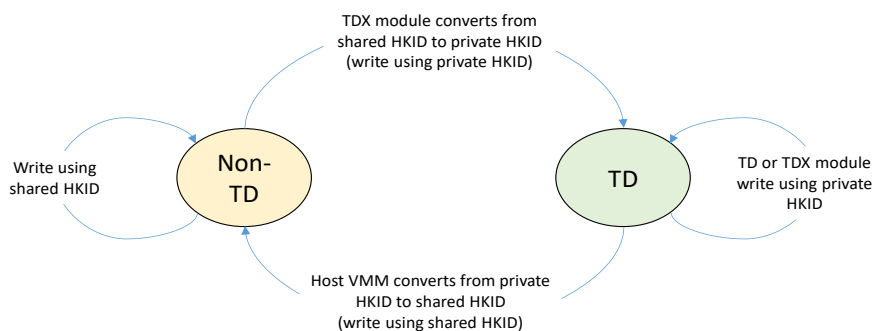 TDX module converts from
shared HKID to private HKID
(write using private HKID)
Write using
shared HKID
Non-
TD
TD
TD or TDX module
write using private
HKID
Host VMM converts from private
HKID to shared HKID
(write using shared HKID)